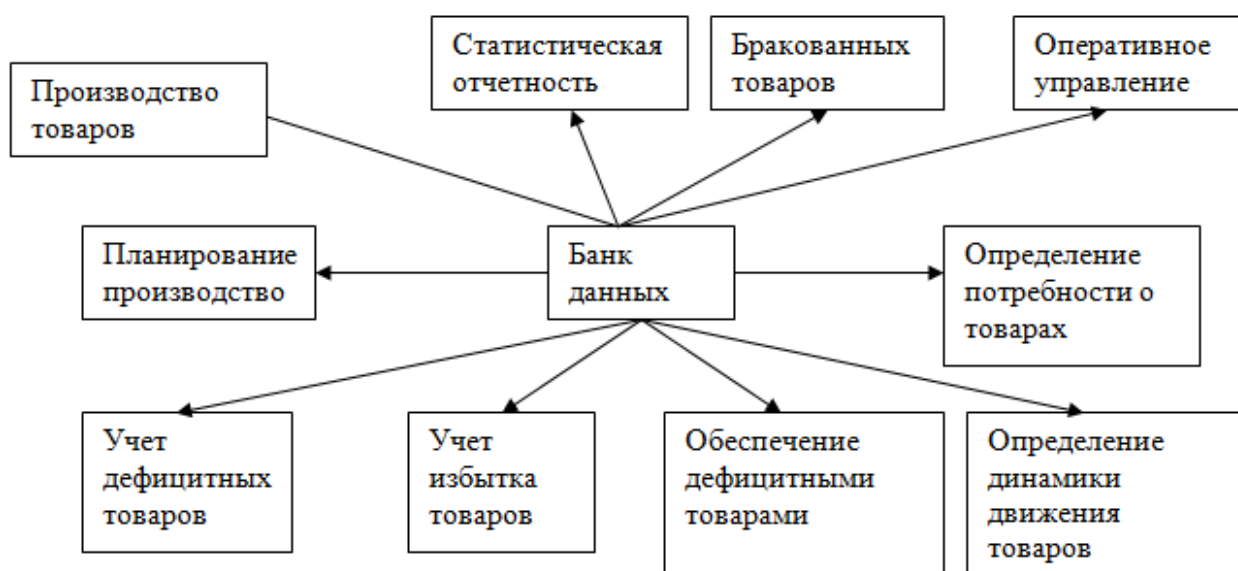 Статистическая
отчетность
Бракованных
товаров
Оперативное
управление
Производство
товаров
Планирование
производство
Банк
данных
Определение
потребности о
товарах
Учет
дефицитных
товаров
Учет
избытка
товаров
Обеспечение
дефицитными
товарами
Определение
динамики
движения
товаров